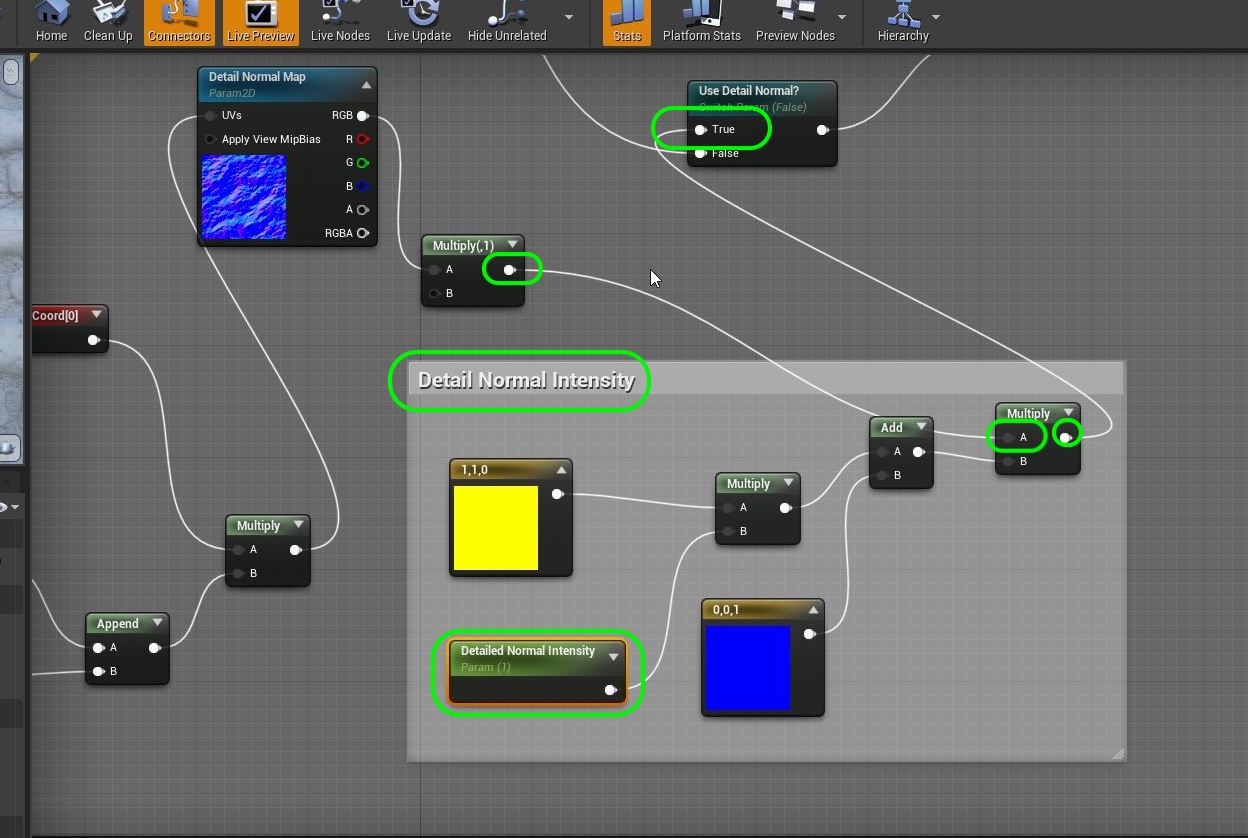 Home Clean Up Connectors Live Preview Live Nodes Live Update Hide Unrelated Stats Platform Stats Preview Nodes Hierarchy
Detail Normal Map
Param2D
UVs RGB
Apply View MipBias R
G
B
A
RGBA
Use Detail Normal?
Switch Param (False)
True
False
Multiply(,1)
A
B
Coord[0]
Detail Normal Intensity
Multiply
A
B
Add
A
B
1,1,0
Multiply
A
B
Multiply
A
B
0,0,1
Append
A
B
Detailed Normal Intensity
Param (1)